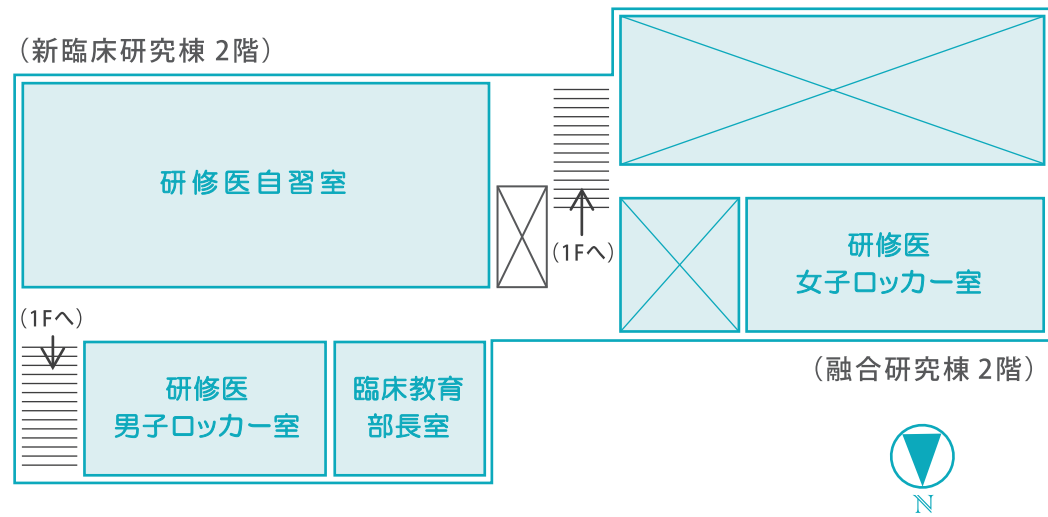 （新臨床研究棟 2階）
研修医自習室
（1Fへ）
研修医
女子ロッカー室
（1Fへ）
研修医
男子ロッカー室
臨床教育
部長室
（融合研究棟 2階）
N